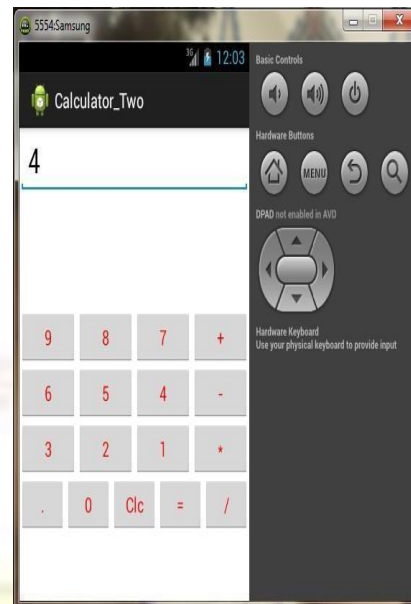 5554:Samsung
3G 12:03
Calculator_Two
4
9 8 7 +
6 5 4 -
3 2 1 *
. 0 Clc = /
Basic Controls
Hardware Buttons
MENU
DPAD not enabled in AVD
Hardware Keyboard
Use your physical keyboard to provide input